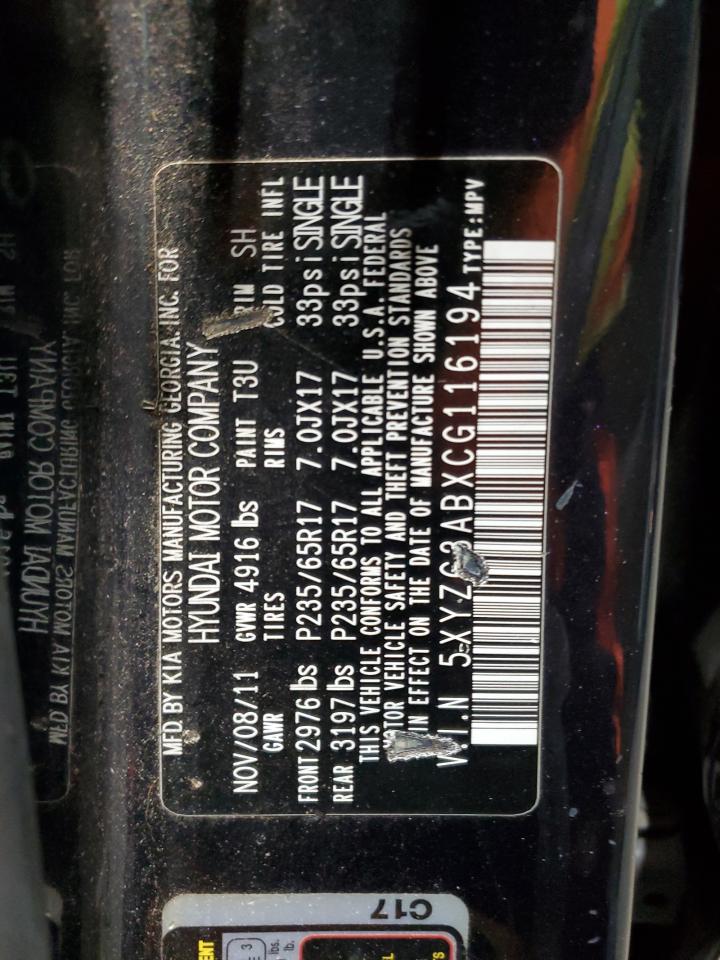 MFD BY KIA MOTORS MANUFACTURING GEORGIA. INC. FOR
HYUNDAI MOTOR COMPANY
NOV/08/11 GVWR 4916 lbs PAINT T3U TRIM SH
GAWR TIRES RIMS COLD TIRE INFL
FRONT 2976 lbs P235/65R17 7.0JX17 33psi SINGLE
REAR 3197 lbs P235/65R17 7.0JX17 33psi SINGLE
THIS VEHICLE CONFORMS TO ALL APPLICABLE U.S.A. FEDERAL
MOTOR VEHICLE SAFETY AND THEFT PREVENTION STANDARDS
IN EFFECT ON THE DATE OF MANUFACTURE SHOWN ABOVE
V.I.N 5XYZG3ABXCG116194 TYPE:MPV
C17